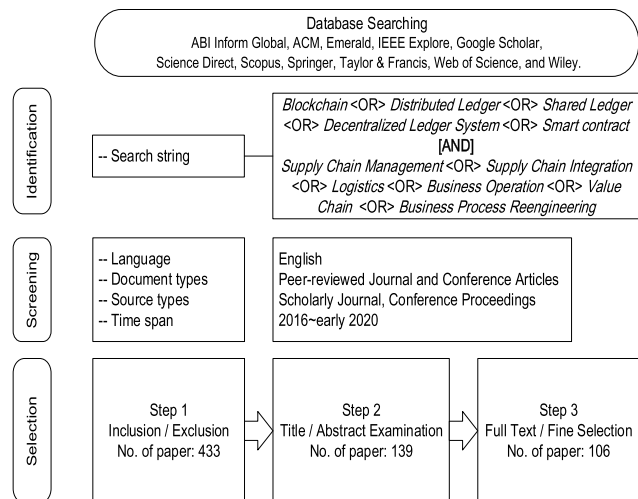 Database Searching
ABI Inform Global, ACM, Emerald, IEEE Explore, Google Scholar,
Science Direct, Scopus, Springer, Taylor & Francis, Web of Science, and Wiley.
Identification
-- Search string
Blockchain <OR> Distributed Ledger <OR> Shared Ledger
<OR> Decentralized Ledger System <OR> Smart contract
[AND]
Supply Chain Management <OR> Supply Chain Integration
<OR> Logistics <OR> Business Operation <OR> Value
Chain <OR> Business Process Reengineering
Screening
-- Language
-- Document types
-- Source types
-- Time span
English
Peer-reviewed Journal and Conference Articles
Scholarly Journal, Conference Proceedings
2016~early 2020
Selection
Step 1
Inclusion / Exclusion
No. of paper: 433
Step 2
Title / Abstract Examination
No. of paper: 139
Step 3
Full Text / Fine Selection
No. of paper: 106